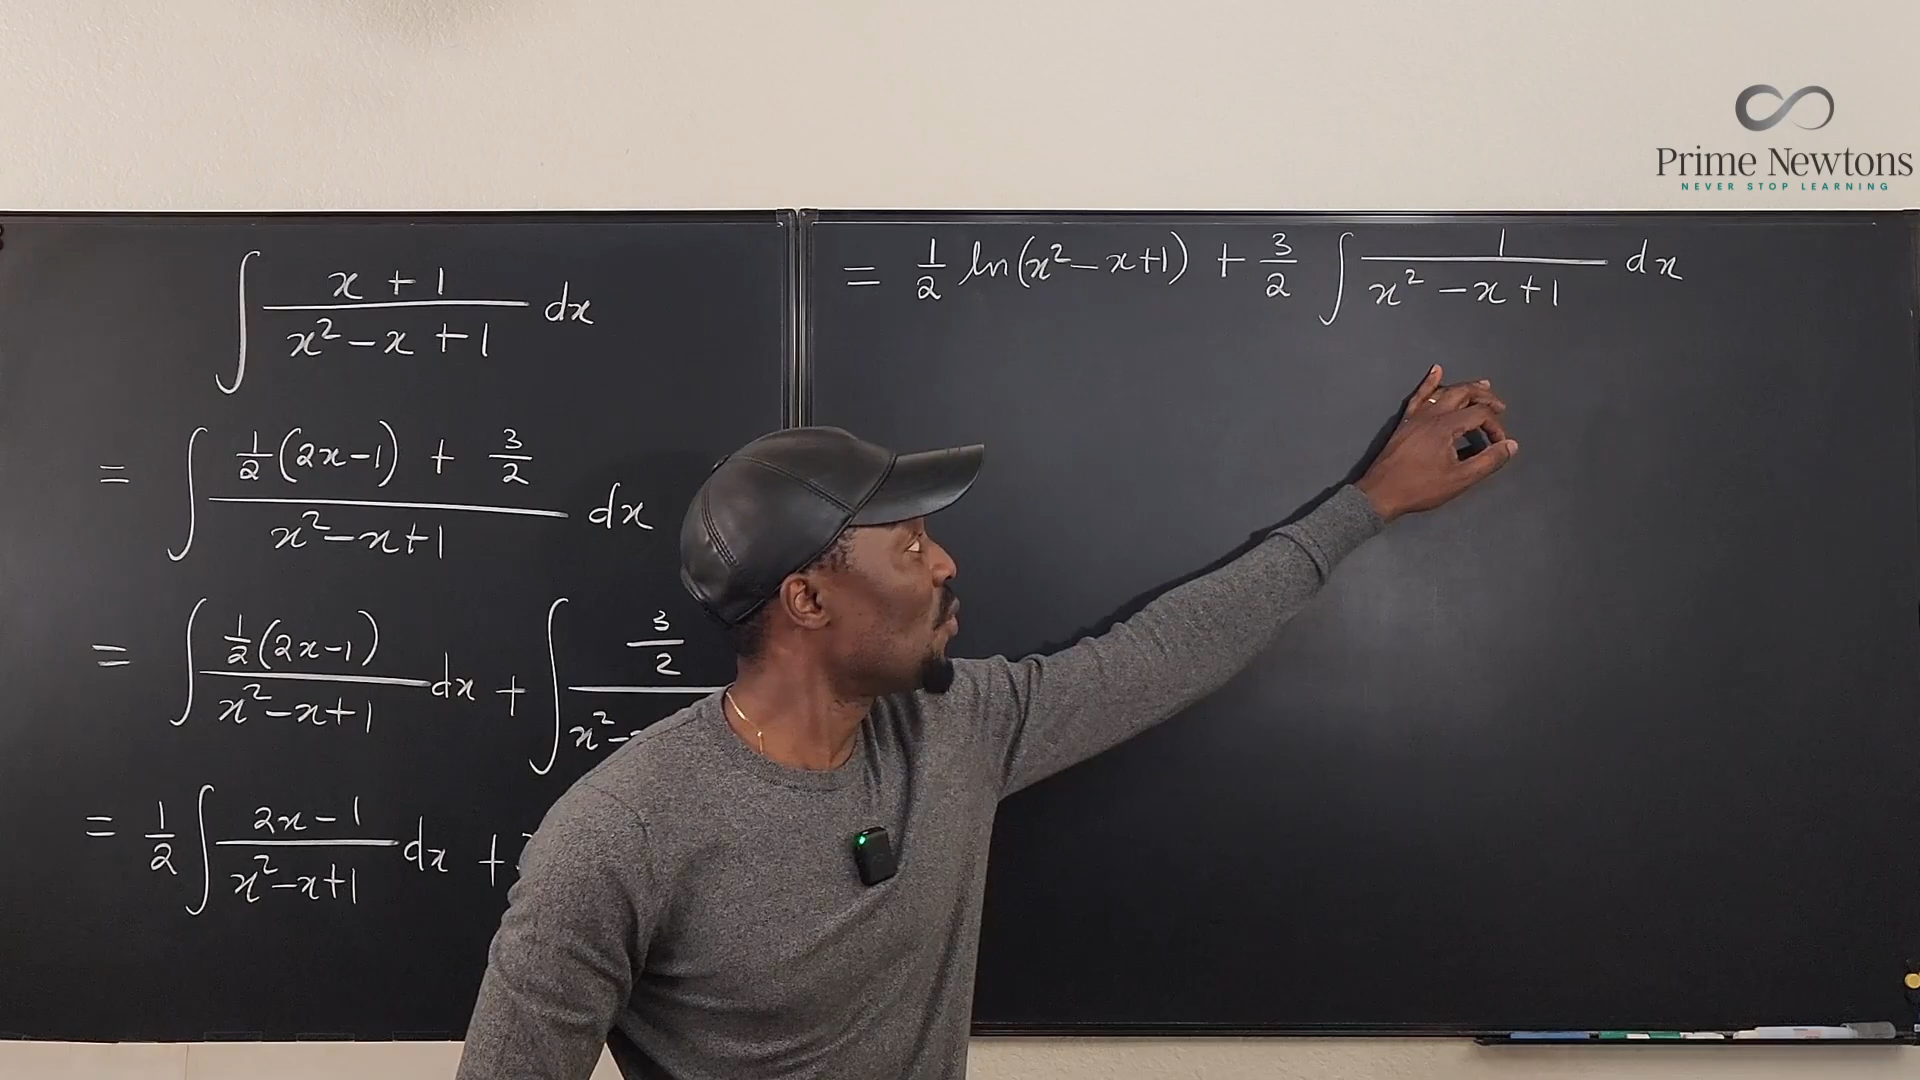 Prime Newtons
NEVER STOP LEARNING
∫ (x + 1)/(x² − x + 1) dx
= ∫ (½(2x−1) + 3/2)/(x² − x + 1) dx
= ∫ ½(2x−1)/(x² − x + 1) dx + ∫ (3/2)/(x² −
= ½ ∫ (2x − 1)/(x² − x + 1) dx +
= ½ ln(x² − x + 1) + 3/2 ∫ 1/(x² − x + 1) dx